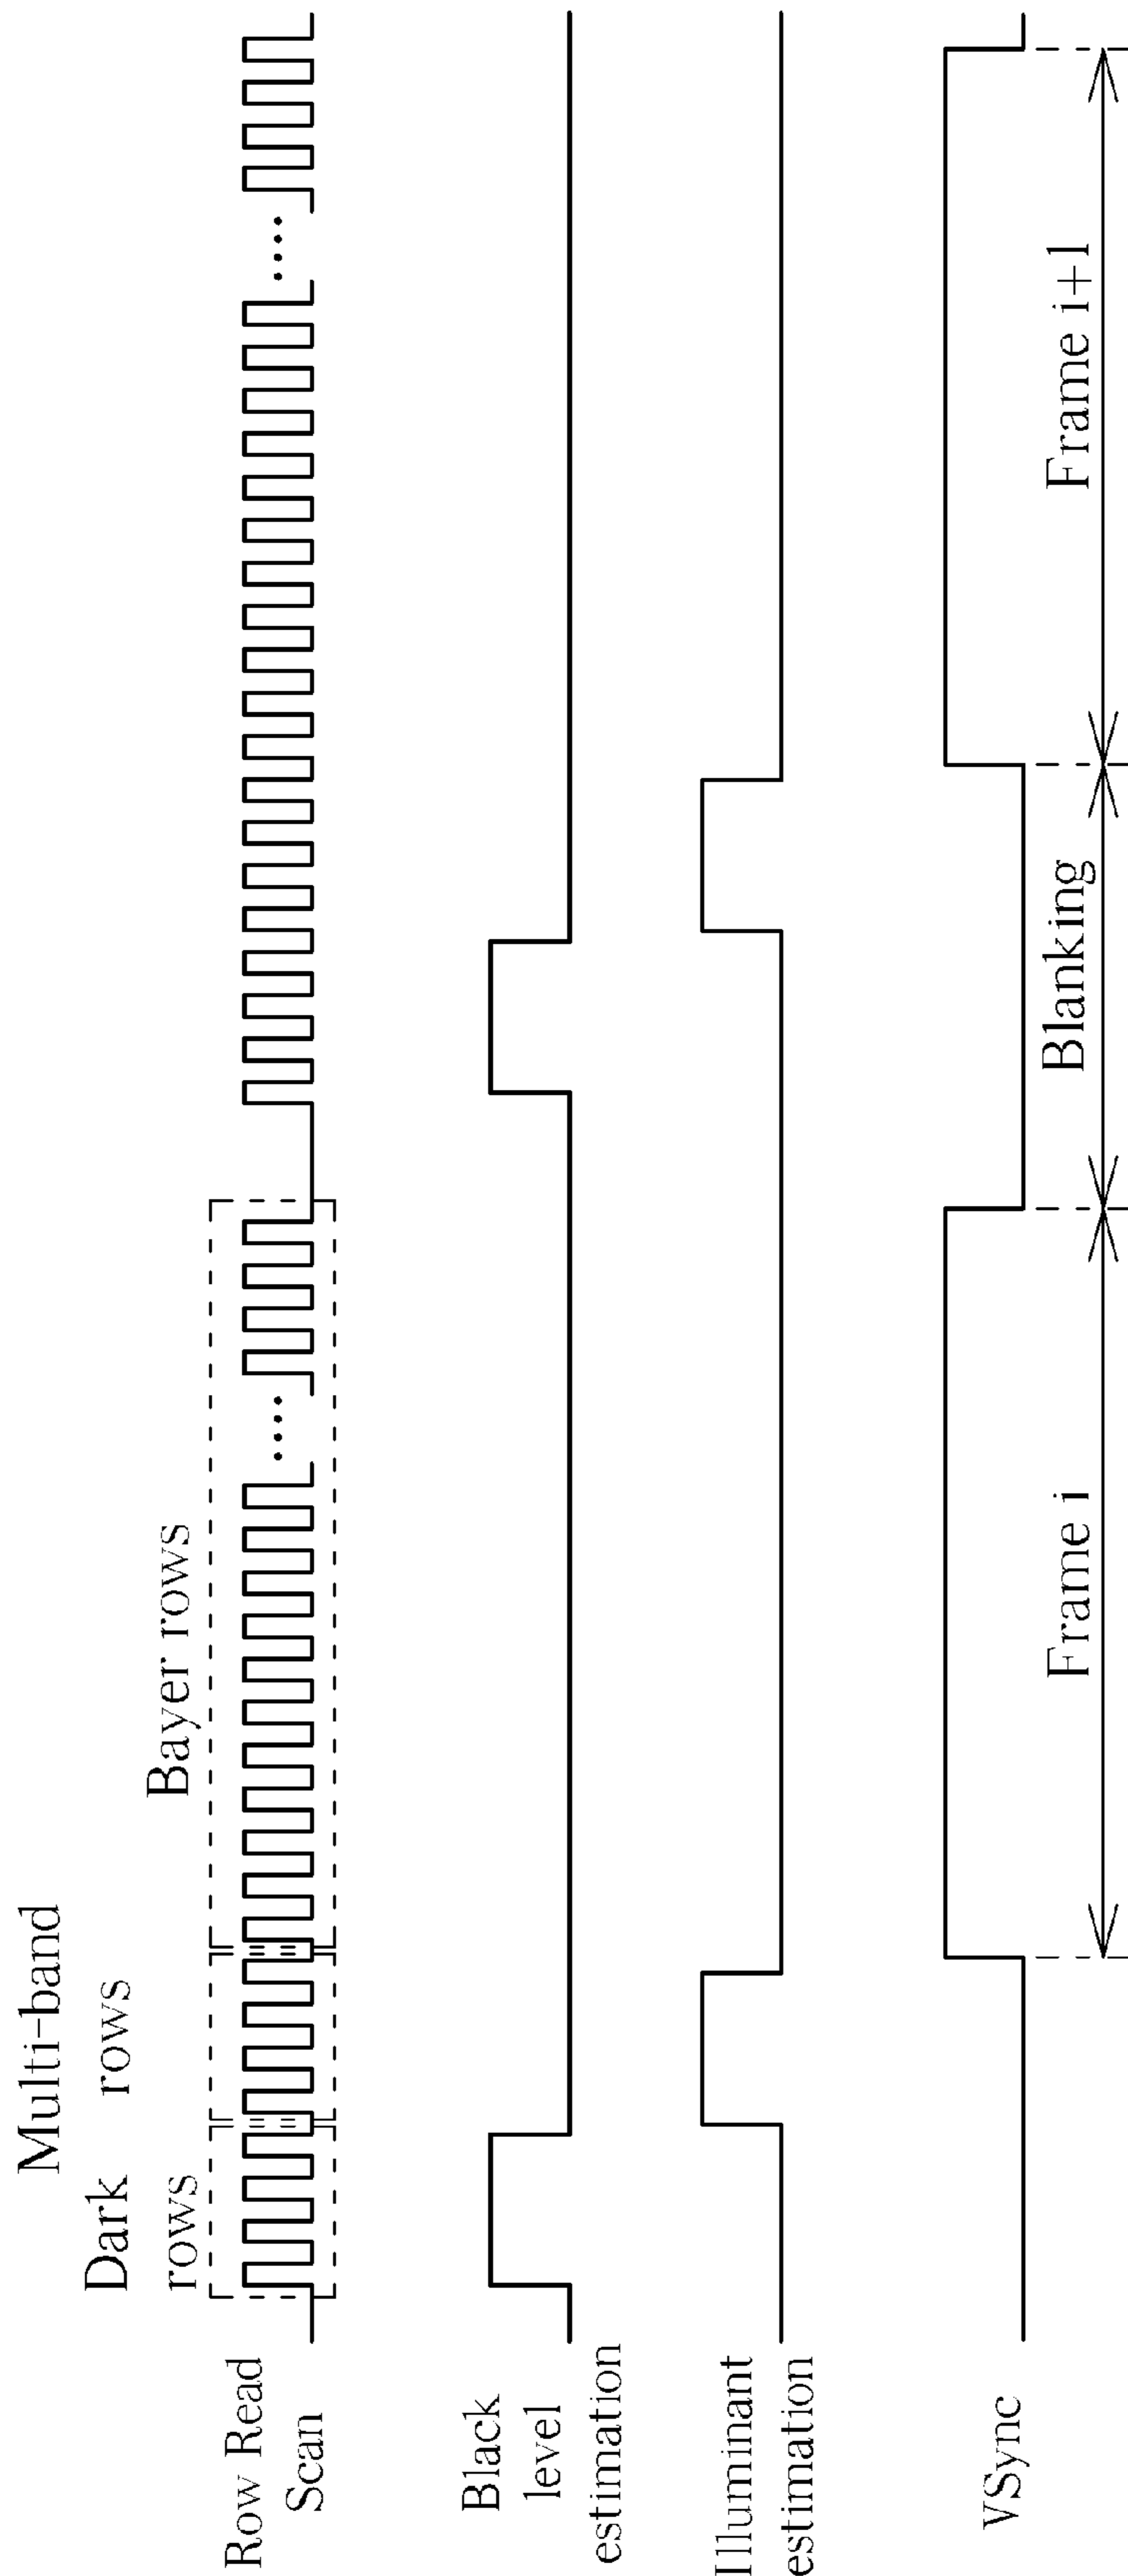 Multi-band
Dark rows
rows
Bayer rows
Row Read
Scan
Black
level
estimation
Illuminant
estimation
VSync
Frame i
Blanking
Frame i+1